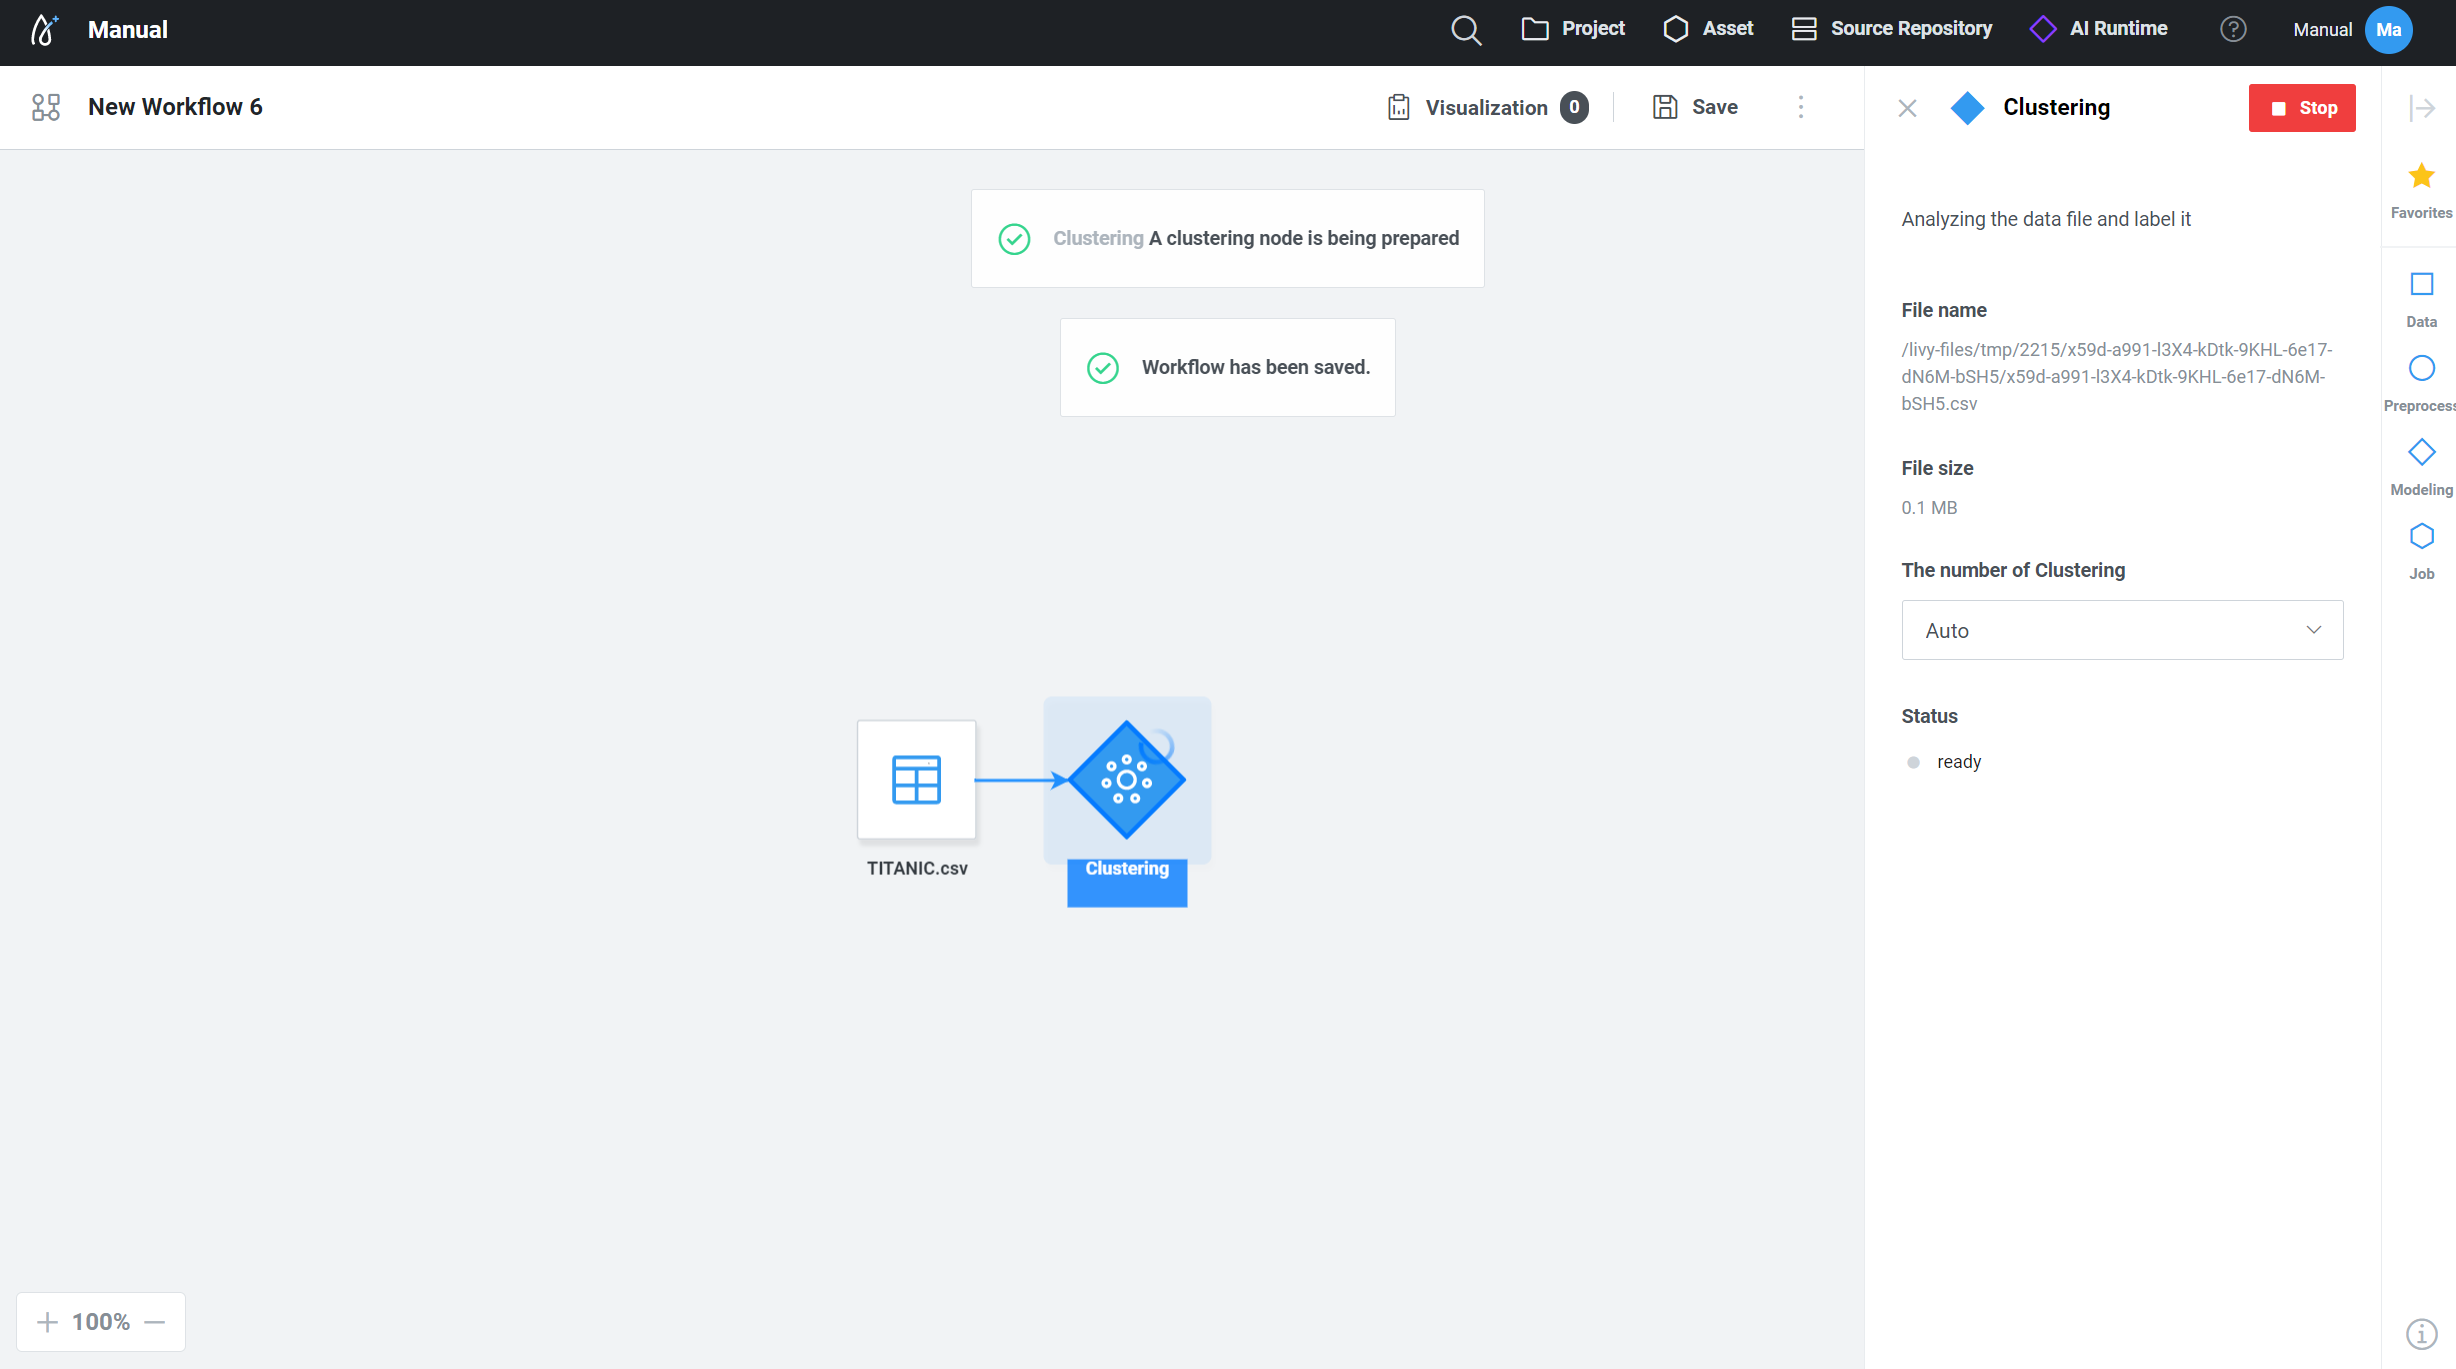 Manual
Project
Asset
Source Repository
AI Runtime
?
Manual
Ma
New Workflow 6
Visualization 0
Save
Clustering
Stop
Favorites
Data
Preprocess
Modeling
Job
Clustering A clustering node is being prepared
Workflow has been saved.
Analyzing the data file and label it
File name
/livy-files/tmp/2215/x59d-a991-l3X4-kDtk-9KHL-6e17-
dN6M-bSH5/x59d-a991-l3X4-kDtk-9KHL-6e17-dN6M-
bSH5.csv
File size
0.1 MB
The number of Clustering
Auto
Status
ready
TITANIC.csv
Clustering
100%